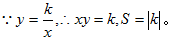 ∵ y = k/x, ∴ xy = k, S = |k|。